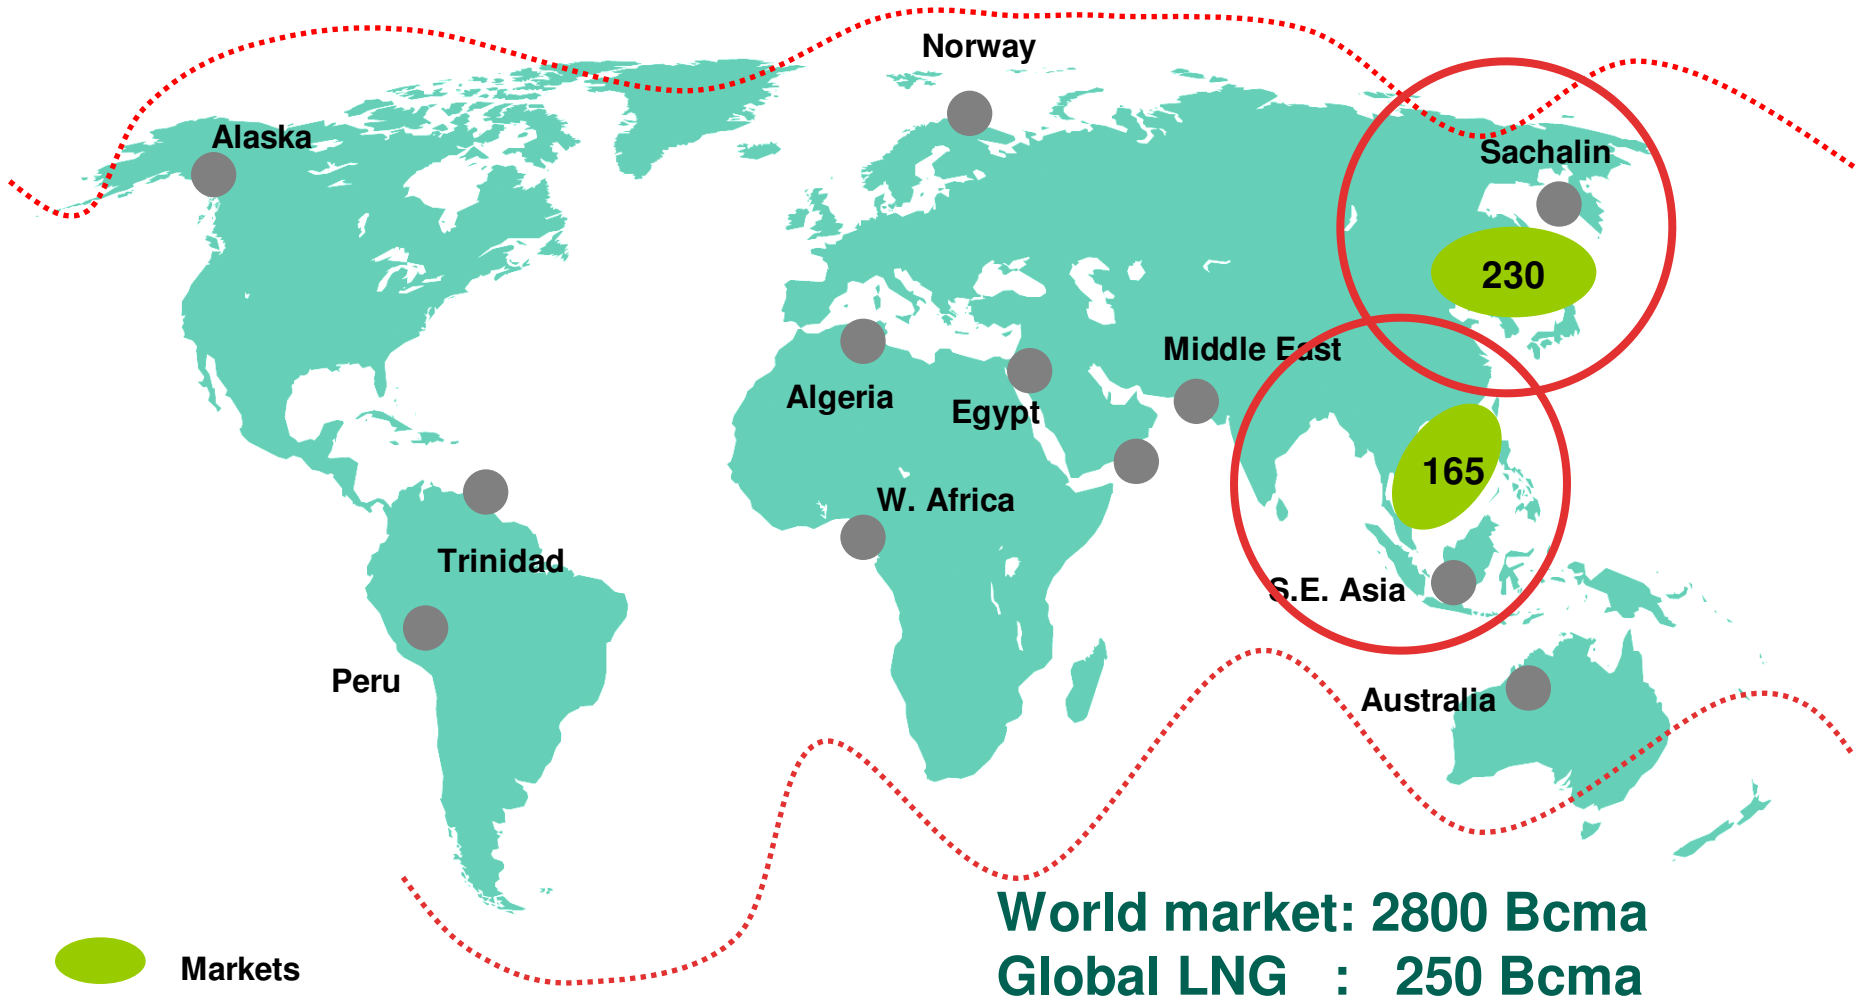 Norway
Alaska
Sachalin
230
Middle East
Algeria
Egypt
165
W. Africa
Trinidad
S.E. Asia
Peru
Australia
World market: 2800 Bcma
Markets
Global LNG : 250 Bcma